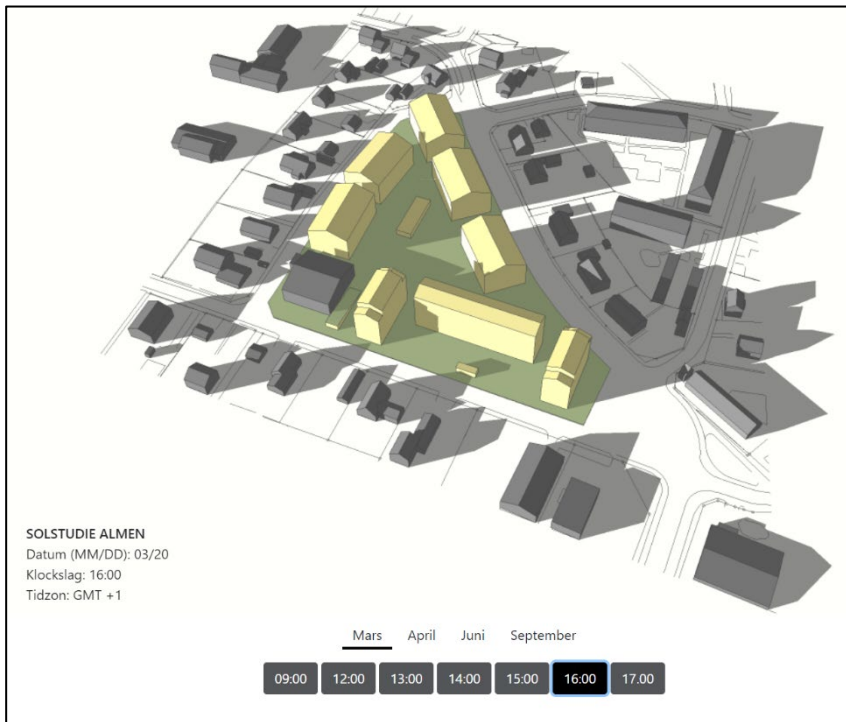 SOLSTUDIE ALMEN
Datum (MM/DD): 03/20
Klockslag: 16:00
Tidzon: GMT +1
Mars April Juni September
09:00 12:00 13:00 14:00 15:00 16:00 17.00